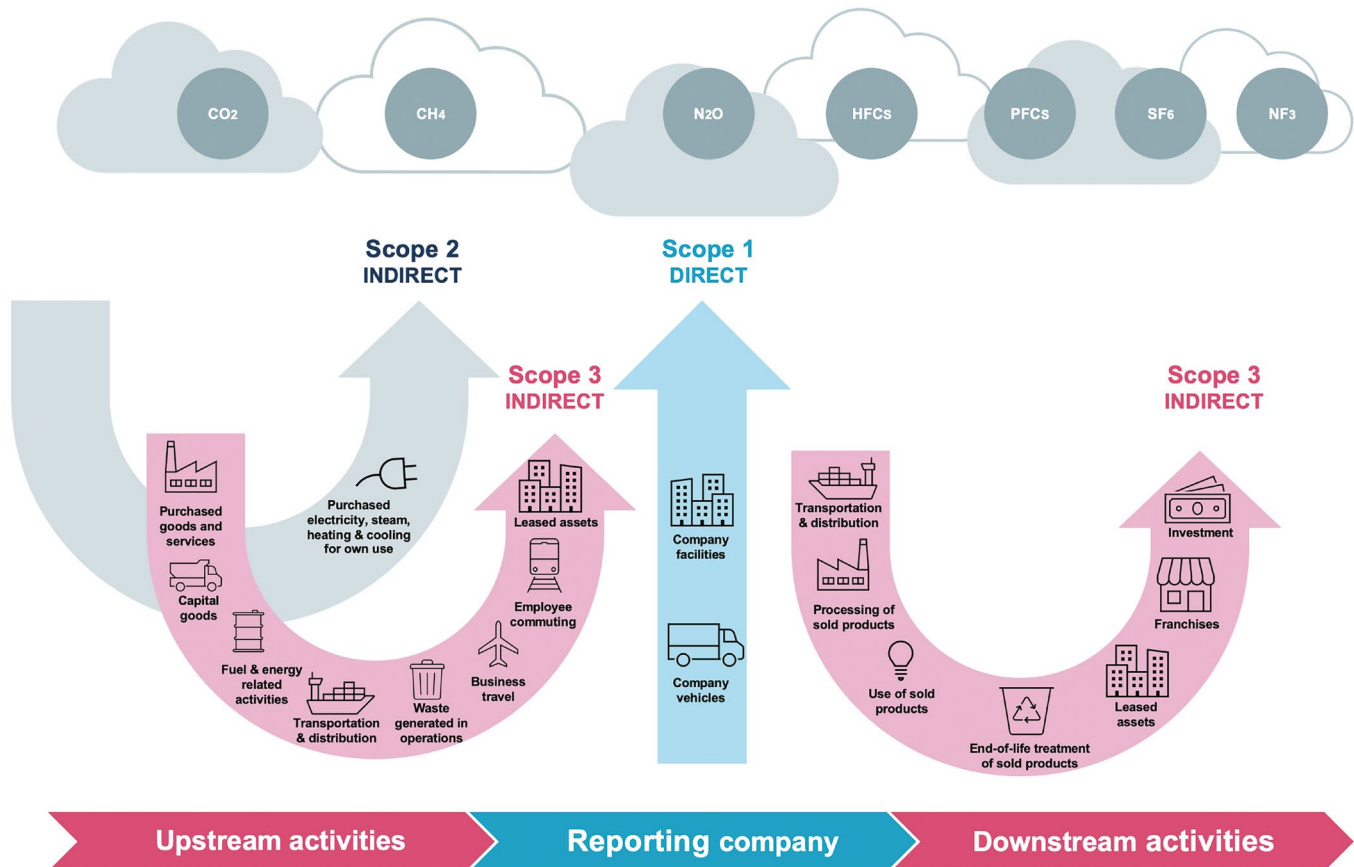 CO2
CH4
N2O
HFCs
PFCs
SF6
NF3
Scope 2
INDIRECT
Scope 1
DIRECT
Scope 3
INDIRECT
Scope 3
INDIRECT
Purchased
goods and
services
Capital
goods
Fuel & energy
related
activities
Transportation
& distribution
Waste
generated in
operations
Business
travel
Employee
commuting
Leased assets
Purchased
electricity, steam,
heating & cooling
for own use
Company
facilities
Company
vehicles
Transportation
& distribution
Processing of
sold products
Use of sold
products
End-of-life treatment
of sold products
Leased
assets
Franchises
Investment
Upstream activities
Reporting company
Downstream activities